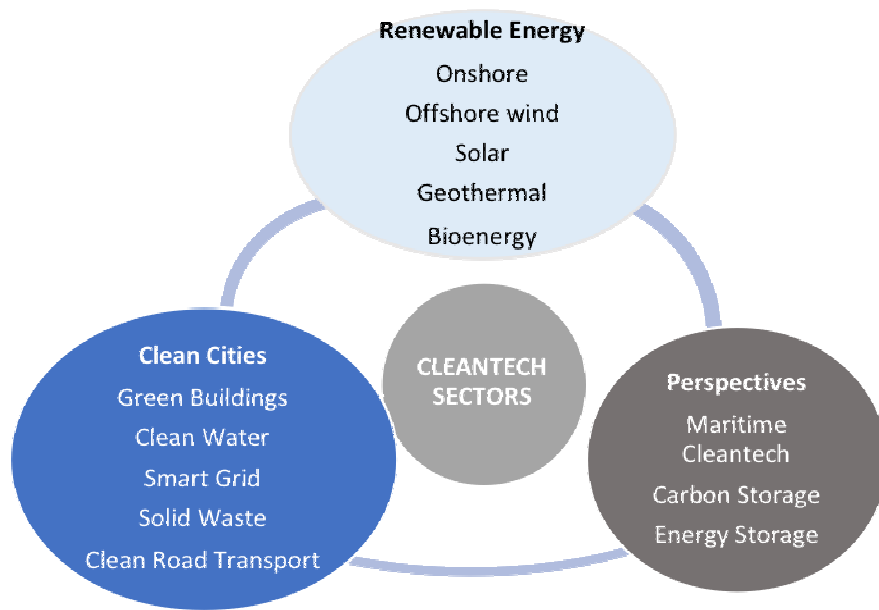 Renewable Energy
Onshore
Offshore wind
Solar
Geothermal
Bioenergy
Clean Cities
Green Buildings
Clean Water
Smart Grid
Solid Waste
Clean Road Transport
CLEANTECH
SECTORS
Perspectives
Maritime
Cleantech
Carbon Storage
Energy Storage